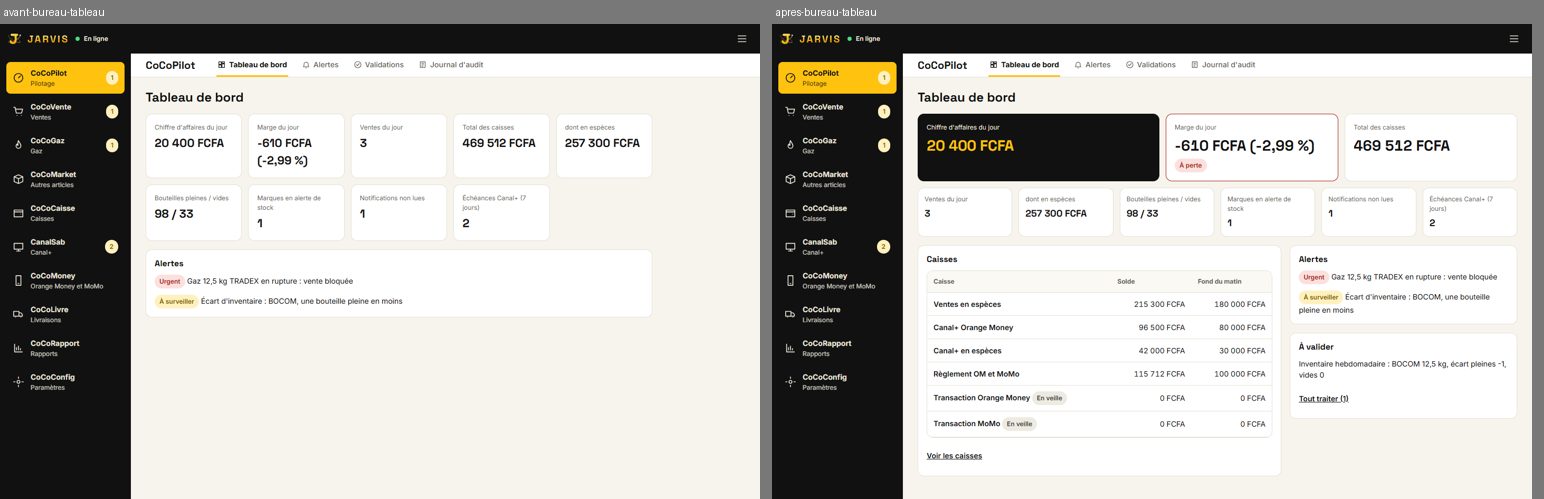 avant-bureau-tableau
JARVIS En ligne
CoCoPilot
Pilotage
1
CoCoVente
Ventes
1
CoCoGaz
Gaz
1
CoCoMarket
Autres articles
CoCoCaisse
Caisses
CanalSab
Canal+
2
CoCoMoney
Orange Money et MoMo
CoCoLivre
Livraisons
CoCoRapport
Rapports
CoCoConfig
Paramètres
CoCoPilot Tableau de bord Alertes Validations Journal d'audit
Tableau de bord
Chiffre d'affaires du jour
20 400 FCFA
Marge du jour
-610 FCFA
(-2,99 %)
Ventes du jour
3
Total des caisses
469 512 FCFA
dont en espèces
257 300 FCFA
Bouteilles pleines / vides
98 / 33
Marques en alerte de
stock
1
Notifications non lues
1
Échéances Canal+ (7
jours)
2
Alertes
Urgent Gaz 12,5 kg TRADEX en rupture : vente bloquée
À surveiller Écart d'inventaire : BOCOM, une bouteille pleine en moins
apres-bureau-tableau
JARVIS En ligne
CoCoPilot
Pilotage
1
CoCoVente
Ventes
1
CoCoGaz
Gaz
1
CoCoMarket
Autres articles
CoCoCaisse
Caisses
CanalSab
Canal+
2
CoCoMoney
Orange Money et MoMo
CoCoLivre
Livraisons
CoCoRapport
Rapports
CoCoConfig
Paramètres
CoCoPilot Tableau de bord Alertes Validations Journal d'audit
Tableau de bord
Chiffre d'affaires du jour
20 400 FCFA
Marge du jour
-610 FCFA (-2,99 %)
À perte
Total des caisses
469 512 FCFA
Ventes du jour
3
dont en espèces
257 300 FCFA
Bouteilles pleines / vides
98 / 33
Marques en alerte de
stock
1
Notifications non lues
1
Échéances Canal+ (7
jours)
2
Caisses
Caisse Solde Fond du matin
Ventes en espèces 215 300 FCFA 180 000 FCFA
Canal+ Orange Money 96 500 FCFA 80 000 FCFA
Canal+ en espèces 42 000 FCFA 30 000 FCFA
Règlement OM et MoMo 115 712 FCFA 100 000 FCFA
Transaction Orange Money En veille 0 FCFA 0 FCFA
Transaction MoMo En veille 0 FCFA 0 FCFA
Voir les caisses
Alertes
Urgent Gaz 12,5 kg TRADEX en rupture : vente bloquée
À surveiller Écart d'inventaire : BOCOM, une bouteille
pleine en moins
À valider
Inventaire hebdomadaire : BOCOM 12,5 kg, écart pleines -1,
vides 0
Tout traiter (1)